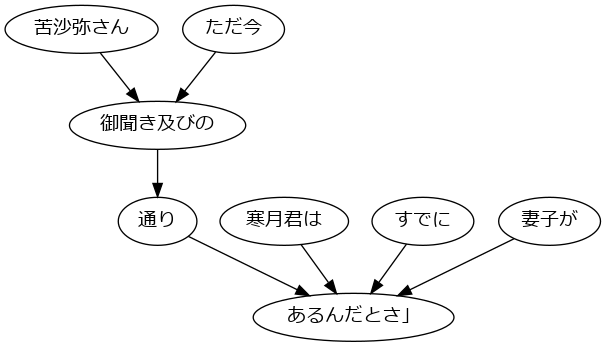 苦沙弥さん
ただ今
御聞き及びの
通り
寒月君は
すでに
妻子が
あるんだとさ」